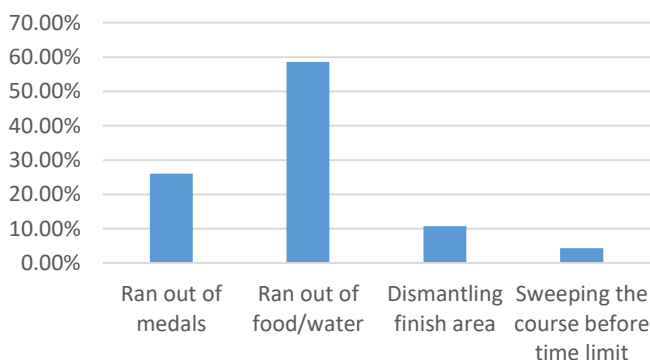 70.00%
60.00%
50.00%
40.00%
30.00%
20.00%
10.00%
0.00%
Ran out of
medals
Ran out of
food/water
Dismantling
finish area
Sweeping the
course before
time limit